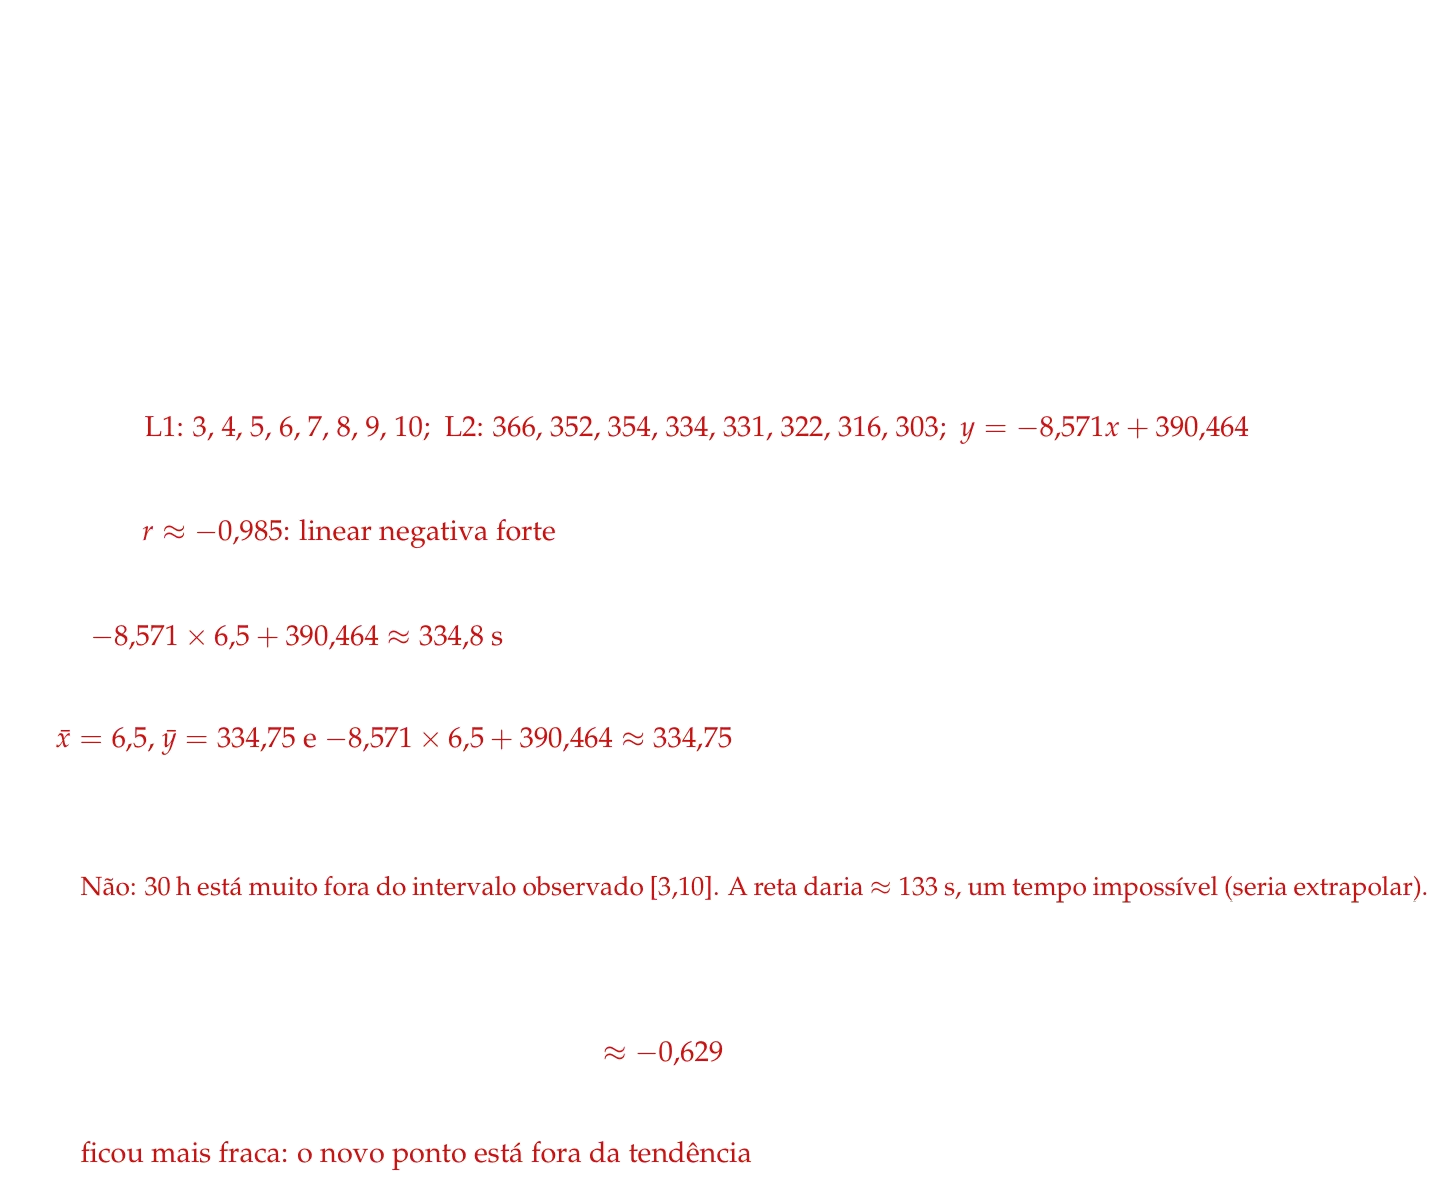 L1: 3, 4, 5, 6, 7, 8, 9, 10; L2: 366, 352, 354, 334, 331, 322, 316, 303; y = −8,571x + 390,464
r ≈ −0,985: linear negativa forte
−8,571 × 6,5 + 390,464 ≈ 334,8 s
x̄ = 6,5, ȳ = 334,75 e −8,571 × 6,5 + 390,464 ≈ 334,75
Não: 30 h está muito fora do intervalo observado [3,10]. A reta daria ≈ 133 s, um tempo impossível (seria extrapolar).
≈ −0,629
ficou mais fraca: o novo ponto está fora da tendência